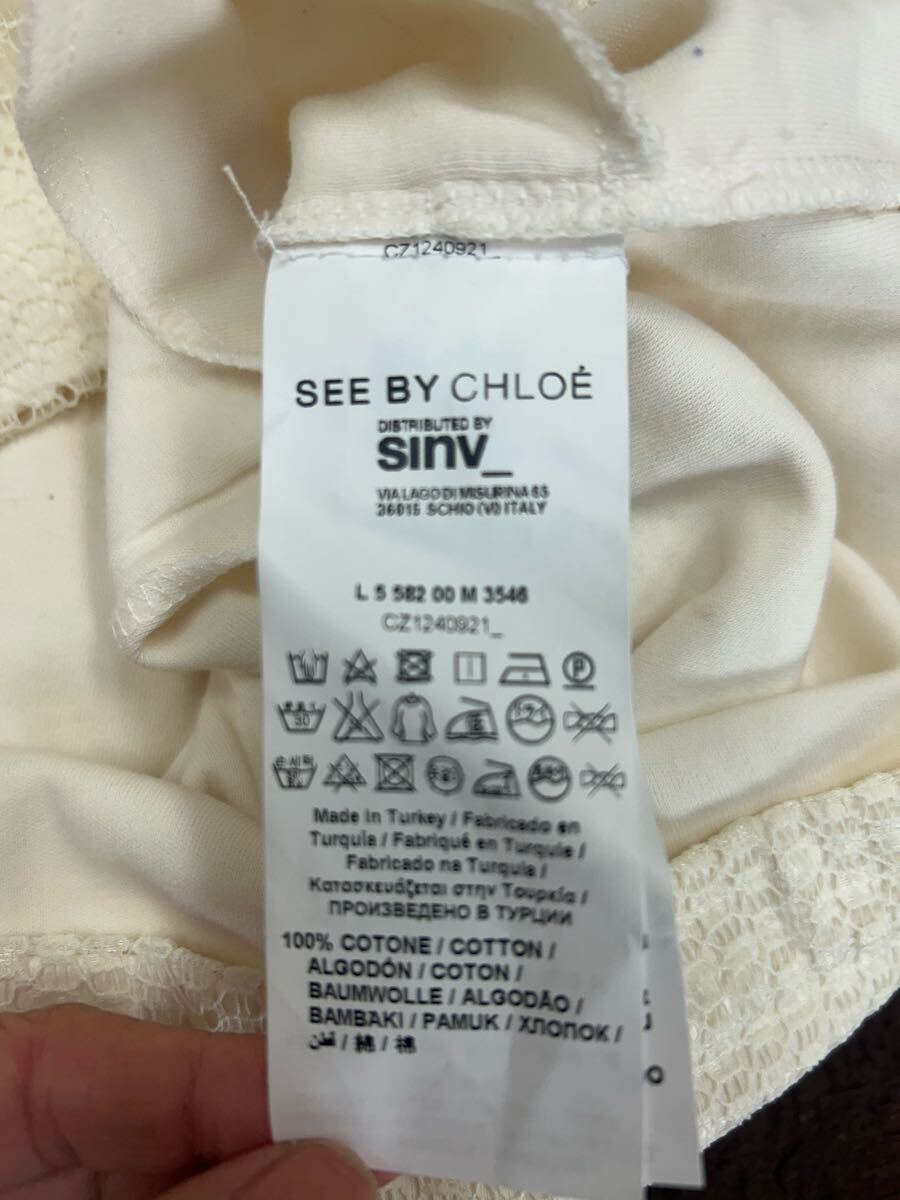 CZ1240921_
SEE BY CHLOÉ
DISTRIBUTED BY
sinv_
VIA LAGO DI MISURINA 65
36015 SCHIO (VI) ITALY
L 5 582 00 M 3546
CZ1240921_
P
30
Made in Turkey / Fabricado en
Turquía / Fabriqué en Turquie /
Fabricado na Turquia /
Κατασκευάζεται στην Τουρκία /
ПРОИЗВЕДЕНО В ТУРЦИИ
100% COTONE / COTTON /
ALGODÓN / COTON /
BAUMWOLLE / ALGODÃO /
BAMBAKI / PAMUK / ХЛОПОК /
قطن / 綿 / 棉
O